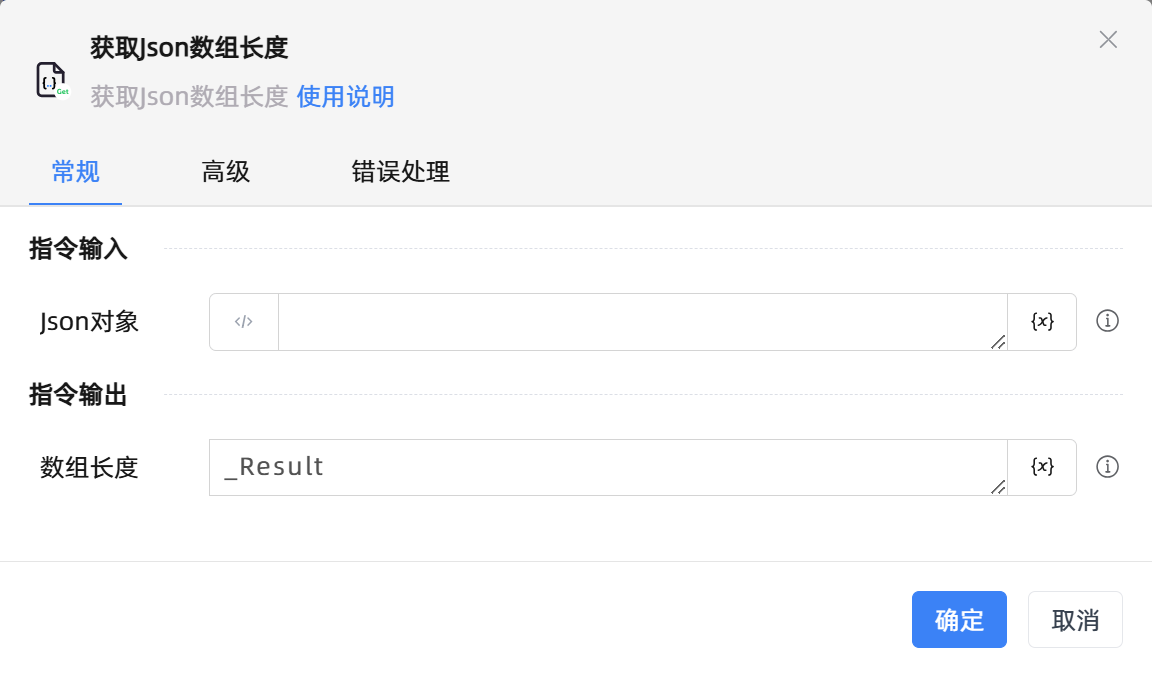 获取Json数组长度
{..}
Get
获取Json数组长度 使用说明
常规 高级 错误处理
指令输入
Json对象 </> {x}
指令输出
数组长度 _Result {x}
确定 取消